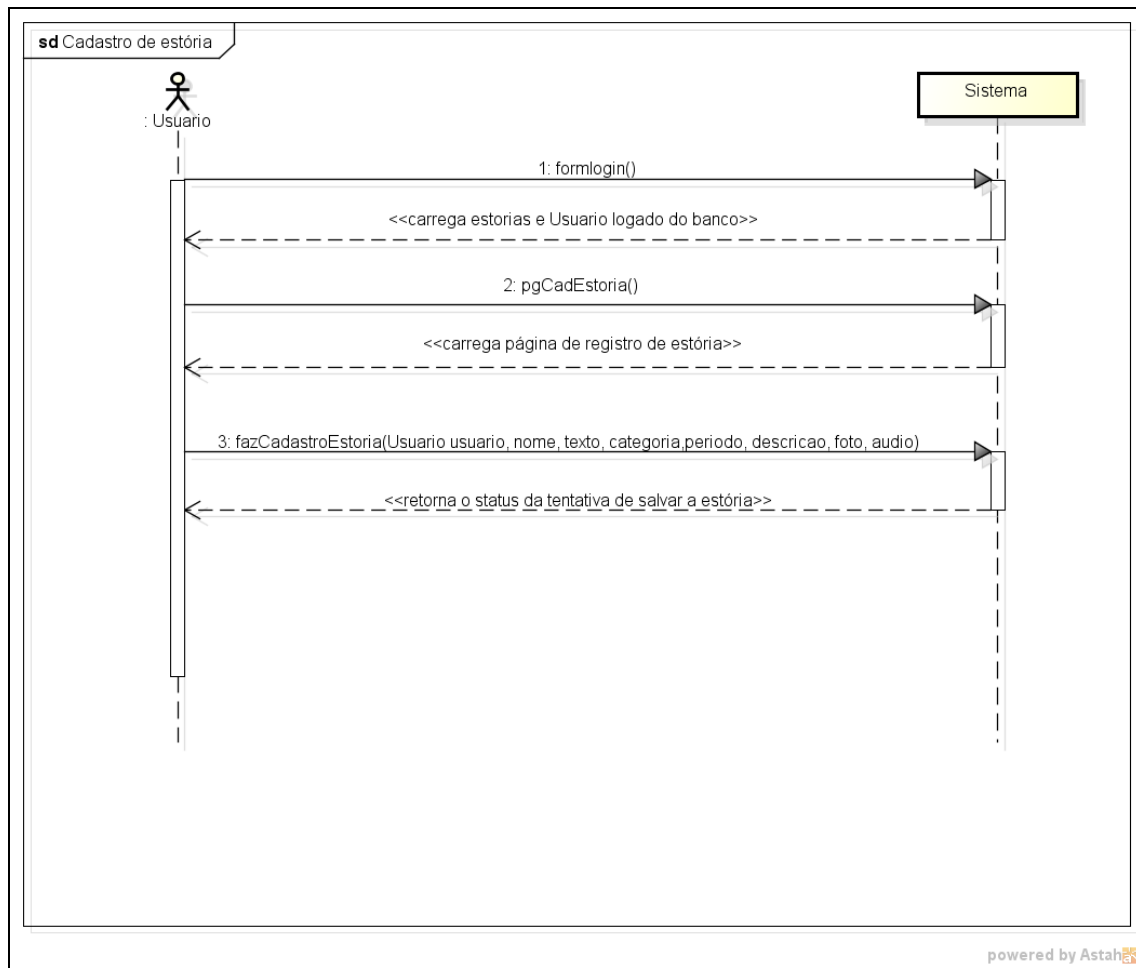 sd Cadastro de estória
: Usuario
Sistema
1: formlogin()
<<carrega estorias e Usuario logado do banco>>
2: pgCadEstoria()
<<carrega página de registro de estória>>
3: fazCadastroEstoria(Usuario usuario, nome, texto, categoria,periodo, descricao, foto, audio)
<<retorna o status da tentativa de salvar a estória>>
powered by Astah